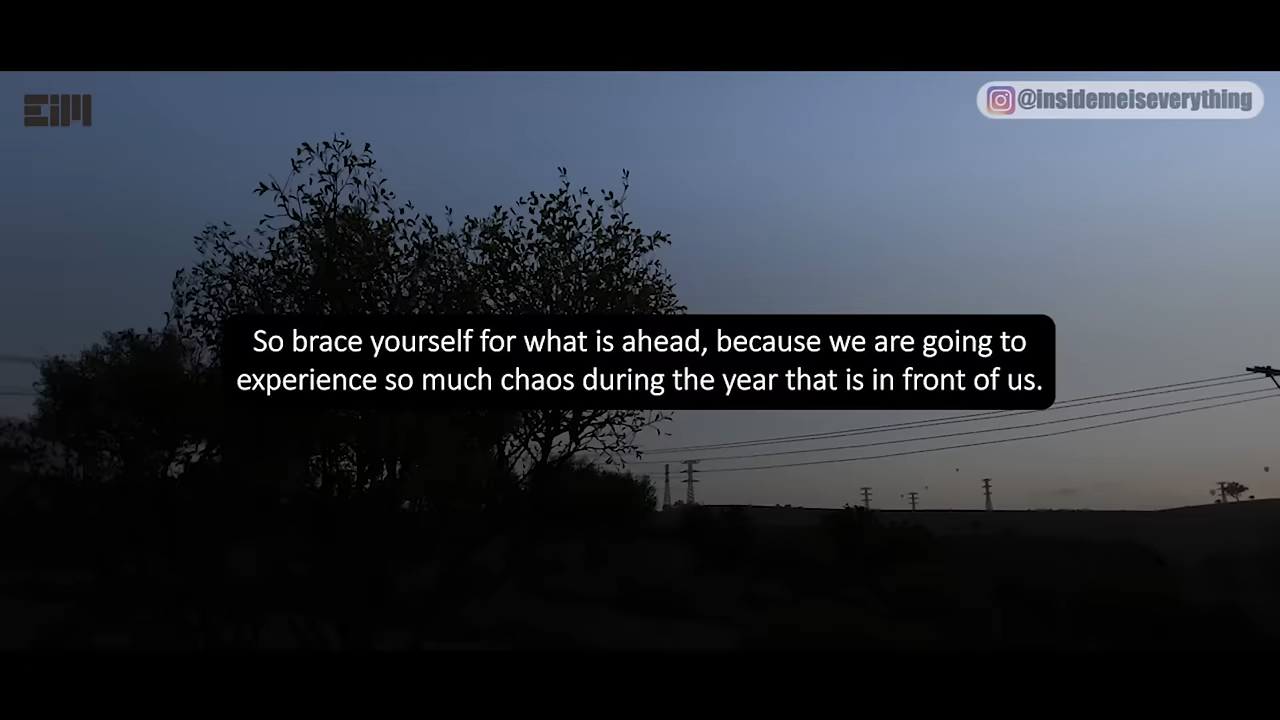 EiM
@insidemeiseverything
So brace yourself for what is ahead, because we are going to
experience so much chaos during the year that is in front of us.